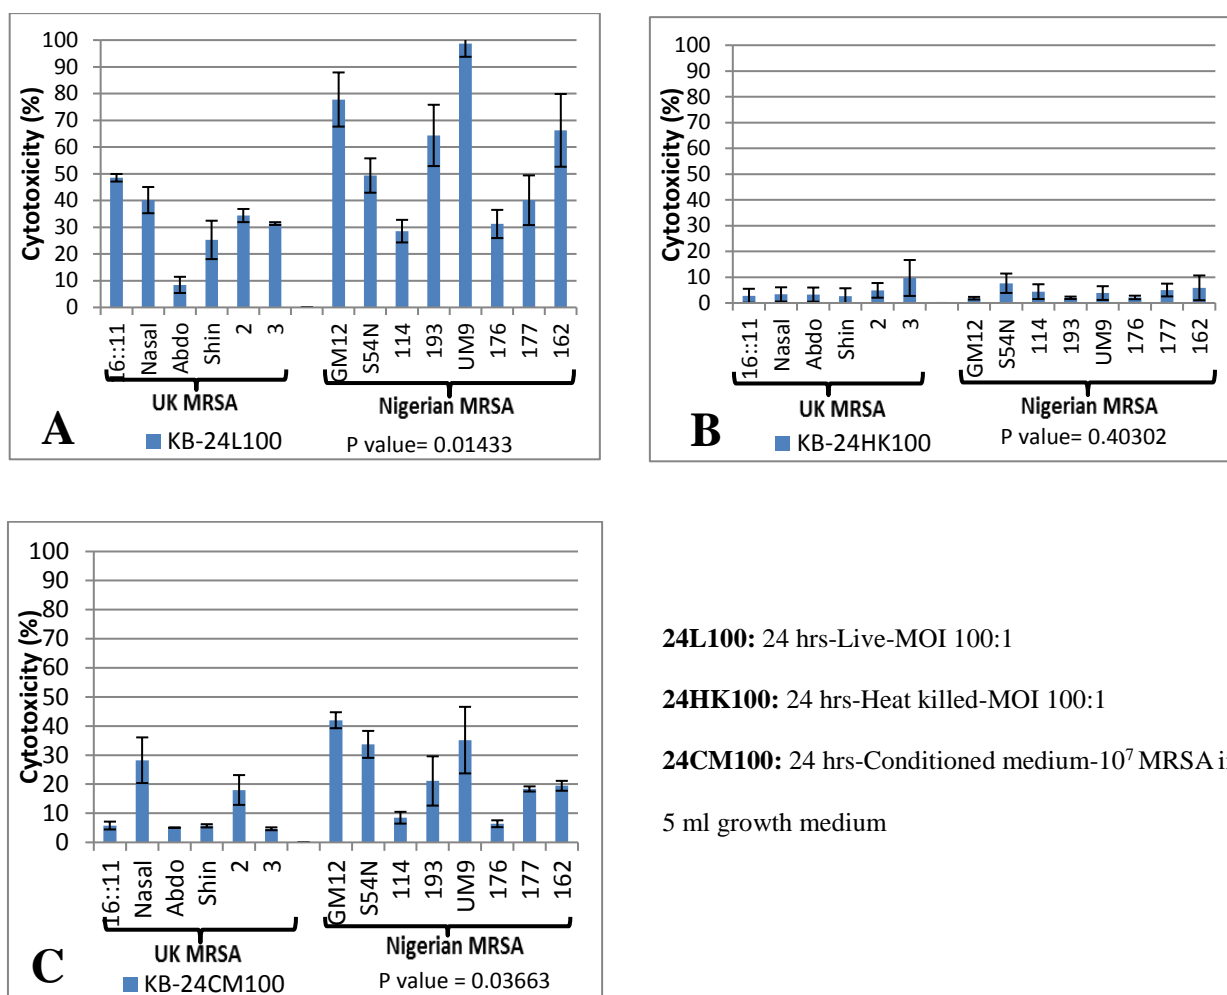 100
90
80
70
60
50
40
30
20
10
0
Cytotoxicity (%)
16::11
Nasal
Abdo
Shin
2
3
GM12
S54N
114
193
UM9
176
177
162
UK MRSA
Nigerian MRSA
A
KB-24L100
P value= 0.01433
100
90
80
70
60
50
40
30
20
10
0
Cytotoxicity (%)
16::11
Nasal
Abdo
Shin
2
3
GM12
S54N
114
193
UM9
176
177
162
UK MRSA
Nigerian MRSA
B
KB-24HK100
P value= 0.40302
100
90
80
70
60
50
40
30
20
10
0
Cytotoxicity (%)
16::11
Nasal
Abdo
Shin
2
3
GM12
S54N
114
193
UM9
176
177
162
UK MRSA
Nigerian MRSA
C
KB-24CM100
P value = 0.03663
24L100: 24 hrs-Live-MOI 100:1
24HK100: 24 hrs-Heat killed-MOI 100:1
24CM100: 24 hrs-Conditioned medium-10⁷ MRSA
5 ml growth medium